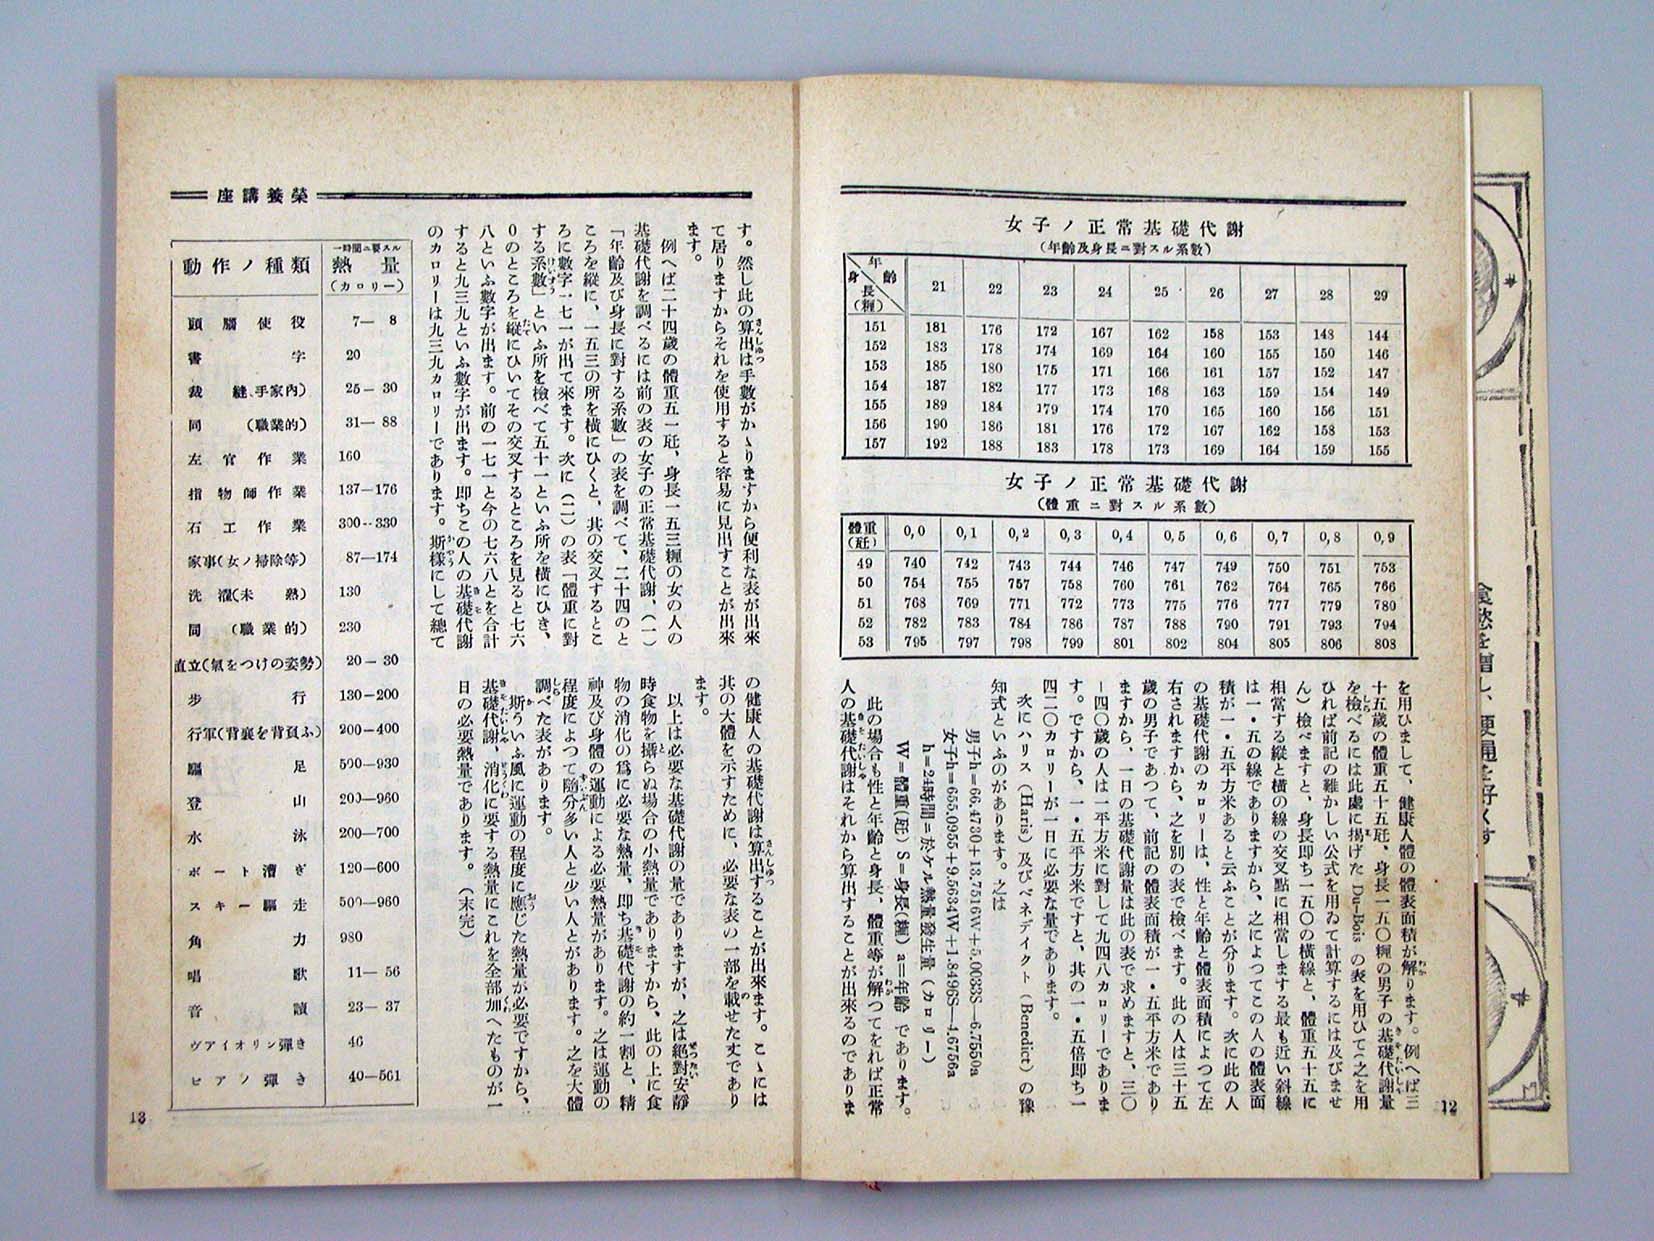 女子ノ正常基礎代謝
(年齢及身長ニ對スル系數)
年齢 身長(糎) 21 22 23 24 25 26 27 28 29
151 181 176 172 167 162 158 153 148 144
152 183 178 174 169 164 160 155 150 146
153 185 180 175 171 166 161 157 152 147
154 187 182 177 173 168 163 159 154 149
155 189 184 179 174 170 165 160 156 151
156 190 186 181 176 172 167 162 158 153
157 192 188 183 178 173 169 164 159 155
女子ノ正常基礎代謝
(體重ニ對スル系數)
體重(瓩) 0,0 0,1 0,2 0,3 0,4 0,5 0,6 0,7 0,8 0,9
49 740 742 743 744 746 747 749 750 751 753
50 754 755 757 758 760 761 762 764 765 766
51 768 769 771 772 773 775 776 777 779 780
52 782 783 784 786 787 788 790 791 793 794
53 795 797 798 799 801 802 804 805 806 808
を用ひまして、健康人體の體表面積が解ります。例へば三
十五歳の體重五十五瓩、身長一五〇糎の男子の基礎代謝量
を檢べるには此處に揚げた Du-Bois の表を用ひて(之を用
ひれば前記の難かしい公式を用ゐて計算するには及びませ
ん)檢べますと、身長即ち一五〇の横線と、體重五十五に
相當する縱と横の線の交叉點に相當しまする最も近い斜線
は一・五の線でありますから、之によつてこの人の體表面
積が一・五平方米あると云ふことが分ります。次に此の人
の基礎代謝のカロリーは、性と年齢と體表面積によつて左
右されますから、之を別の表で檢べます。此の人は三十五
歳の男子であつて、前記の體表面積が一・五平方米であり
ますから、一日の基礎代謝量は此の表で求めますと、三〇
ー四〇歳の人は一平方米に對して九四八カロリーでありま
す。ですから、一・五平方米ですと、其の一・五倍即ち一
四二〇カロリーが一日に必要な量であります。
次にハリス (Haris) 及びベネデイクト (Benedict) の豫
知式といふのがあります。之は
男子h=66.4730+13.7516W+5.0033S—6.7550a
女子h=655.0955+9.5634W+1.8496S—4.6756a
h=24時間ニ於ケル熱量發生量(カロリー)
W=體重(瓩) S=身長(糎) a=年齢 であります。
此の場合も性と年齢と身長、體重等が解つてをれば正常
人の基礎代謝はそれから算出することが出來るのでありま
12
榮養講座
す。然し此の算出は手數がかゝりますから便利な表が出來
て居りますからそれを使用すると容易に見出すことが出來
ます。
例へば二十四歳の體重五一瓩、身長一五三糎の女の人の
基礎代謝を調べるには前の表の女子の正常基礎代謝、(一)
「年齢及び身長に對する系數」の表を調べて、二十四のと
ころを縱に、一五三の所を横にひくと、其の交叉するとこ
ろに數字一七一が出て來ます。次に(二)の表「體重に對
する系數」といふ所を檢べて五十一といふ所を横にひき、
0のところを縱にひいてその交叉するところを見ると七六
八といふ數字が出ます。前の一七一と今の七六八とを合計
すると九三九といふ數字が出ます。即ちこの人の基礎代謝
のカロリーは九三九カロリーであります。斯樣にして總て
の健康人の基礎代謝は算出することが出來ます。こゝには
其の大體を示すために、必要な表の一部を載せた丈であり
ます。
以上は必要な基礎代謝の量でありますが、之は絕對安靜
時食物を攝らぬ場合の小熱量でありますから、此の上に食
物の消化の爲に必要な熱量、即ち基礎代謝の約一割と、精
神及び身體の運動による必要熱量があります。之は運動の
程度によつて隨分多い人と少い人とがあります。之を大體
調べた表があります。
斯ういふ風に運動の程度に應じた熱量が必要ですから、
基礎代謝、消化に要する熱量にこれを全部加へたものが一
日の必要熱量であります。(未完)
動作ノ種類 一時間ニ要スル熱量(カロリー)
頭腦使役 7—8
書字 20
裁縫、手家內) 25—30
同(職業的) 31—88
左官作業 160
指物師作業 137—176
石工作業 300—330
家事(女ノ掃除等) 87—174
洗濯(未熟) 130
同(職業的) 230
直立(氣をつけの姿勢) 20—30
步行 130—200
行軍(背嚢を背負ふ) 200—400
驅足 500—930
登山 200—960
水泳 200—700
ボート漕ぎ 120—600
スキー驅走 500—960
角力 980
唱歌 11—56
音讀 23—37
ヴアイオリン彈き 46
ピアノ彈き 40—561
13